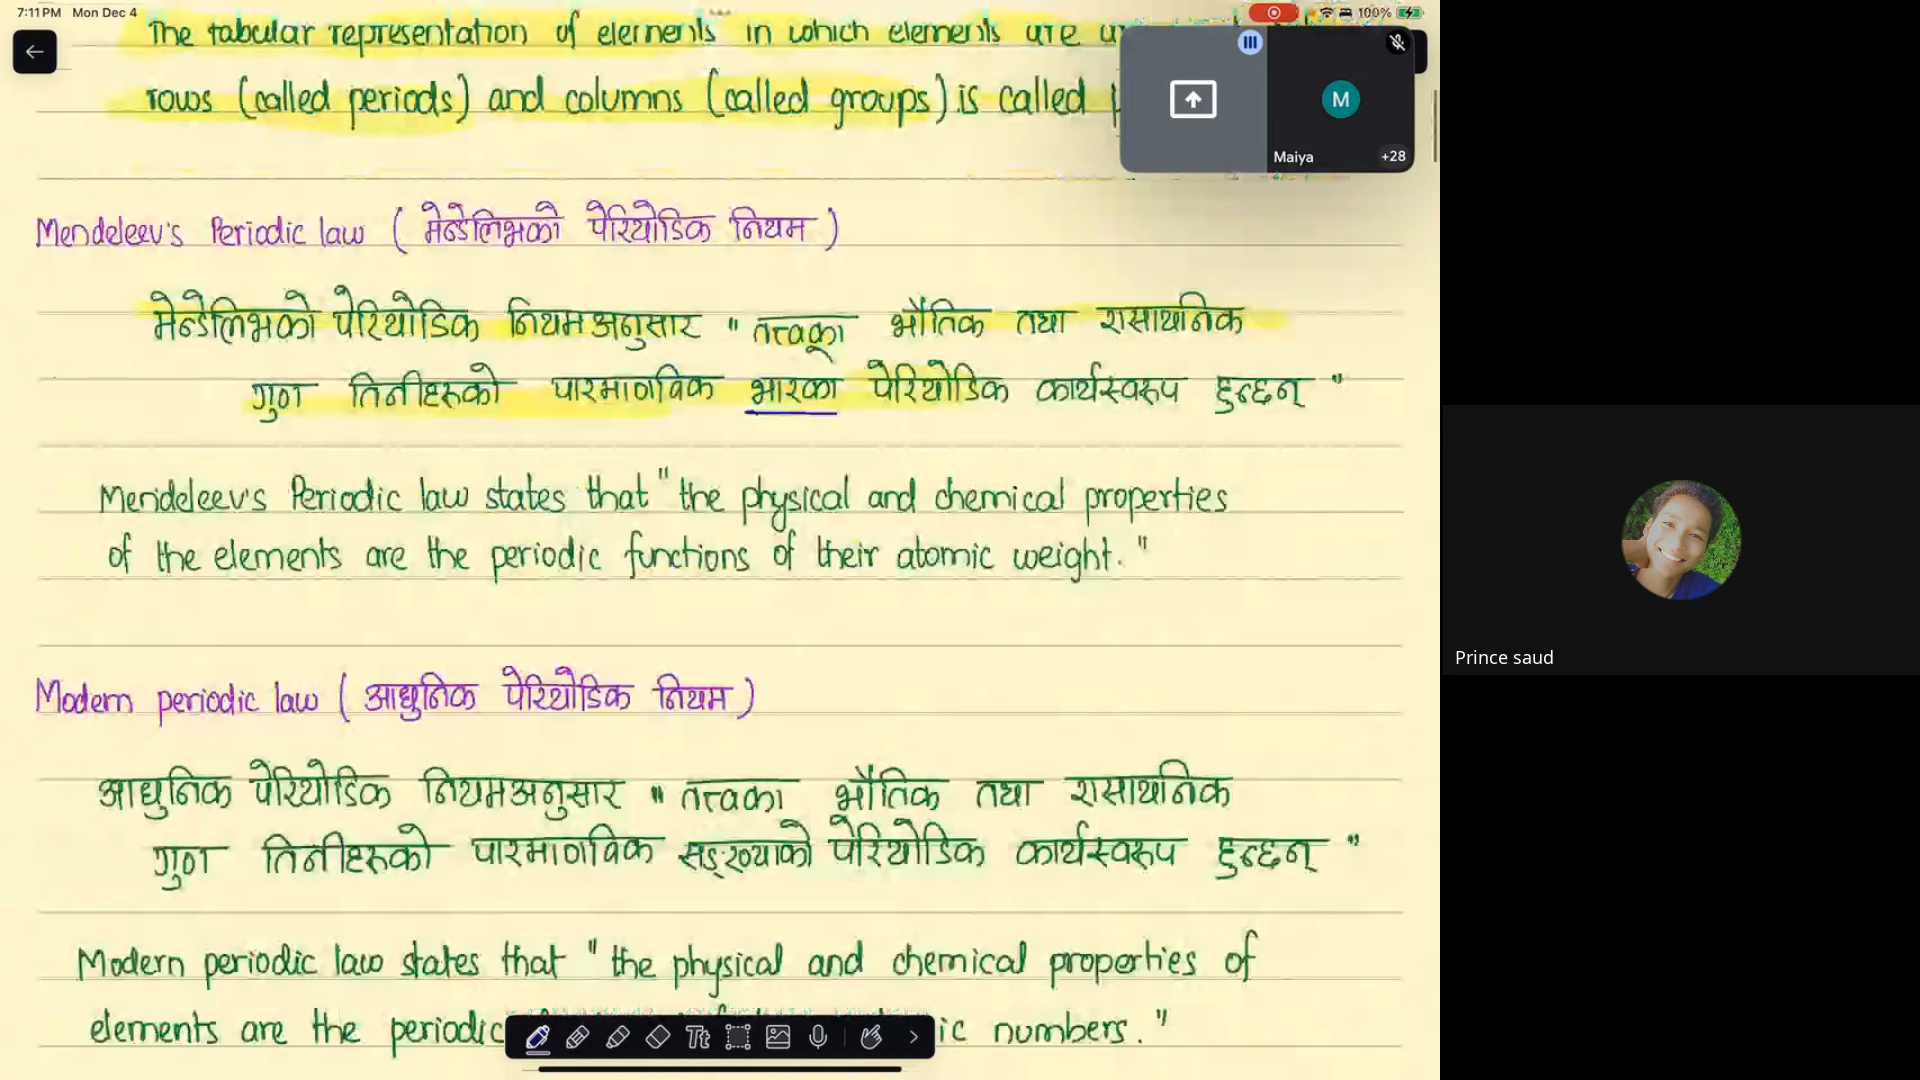 7:11 PM Mon Dec 4
100%
The tabular representation of elements in which elements are
rows (called periods) and columns (called groups) is called
M
Maiya
+28
Mendeleev's Periodic law ( मेन्डेलिभको पेरियोडिक नियम )
मेन्डेलिभको पेरियोडिक नियमअनुसार " तत्त्वका भौतिक तथा रासायनिक
गुण तिनीहरूको पारमाणविक भारका पेरियोडिक कार्यस्वरूप हुन्छन् "
Mendeleev's Periodic law states that "the physical and chemical properties
of the elements are the periodic functions of their atomic weight."
Prince saud
Modern periodic law ( आधुनिक पेरियोडिक नियम )
आधुनिक पेरियोडिक नियमअनुसार " तत्त्वका भौतिक तथा रासायनिक
गुण तिनीहरूको पारमाणविक सङ्ख्याको पेरियोडिक कार्यस्वरूप हुन्छन् "
Modern periodic law states that "the physical and chemical properties of
elements are the periodic numbers."
Tt